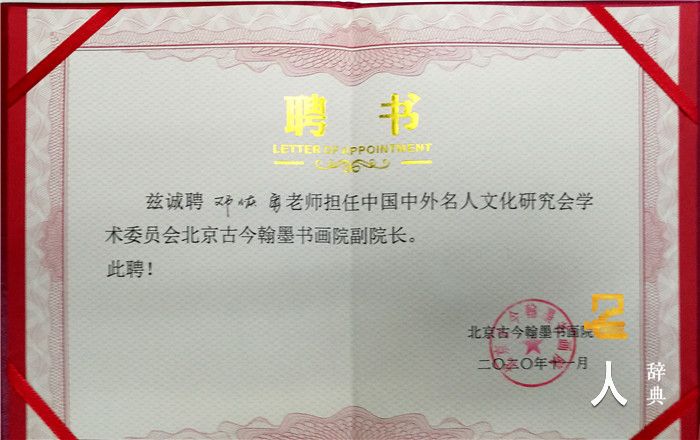 聘书
LETTER OF APPOINTMENT
兹诚聘 邓 勇老师担任中国中外名人文化研究会学
术委员会北京古今翰墨书画院副院长。
此聘！
北京古今翰墨书画院
二〇二〇年十一月
人 辞典